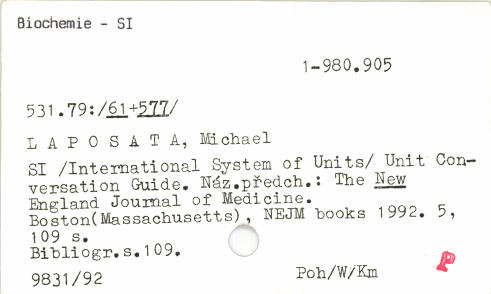 Biochemie - SI
1-980.905
531.79:/61+577/
L A P O S A T A, Michael
SI /International System of Units/ Unit Con-
versation Guide. Náz.předch.: The New
England Journal of Medicine.
Boston(Massachusetts), NEJM books 1992. 5,
109 s.
Bibliogr.s.109.
9831/92 Poh/W/Km
P